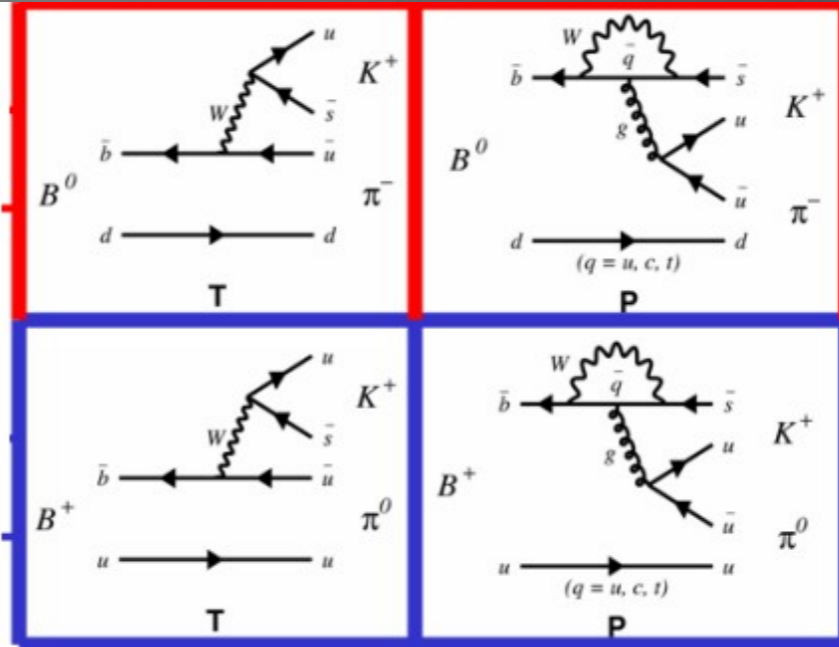 u
K⁺
W
s̄
b̄
ū
B⁰
π⁻
d
d
T
W
q̄
b̄
s̄
u
K⁺
g
B⁰
ū
π⁻
d
d
(q = u, c, t)
P
u
K⁺
W
s̄
b̄
ū
B⁺
π⁰
u
u
T
W
q̄
b̄
s̄
u
K⁺
g
B⁺
ū
π⁰
u
u
(q = u, c, t)
P